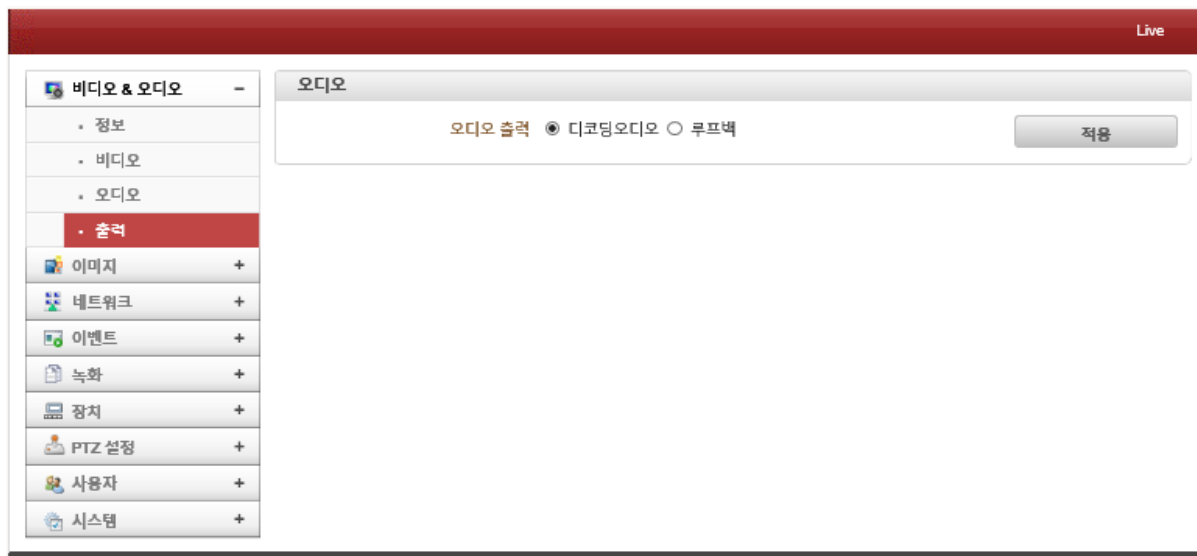 Live
비디오 & 오디오 -
정보
비디오
오디오
출력
이미지 +
네트워크 +
이벤트 +
녹화 +
장치 +
PTZ 설정 +
사용자 +
시스템 +
오디오
오디오 출력 디코딩오디오 루프백
적용